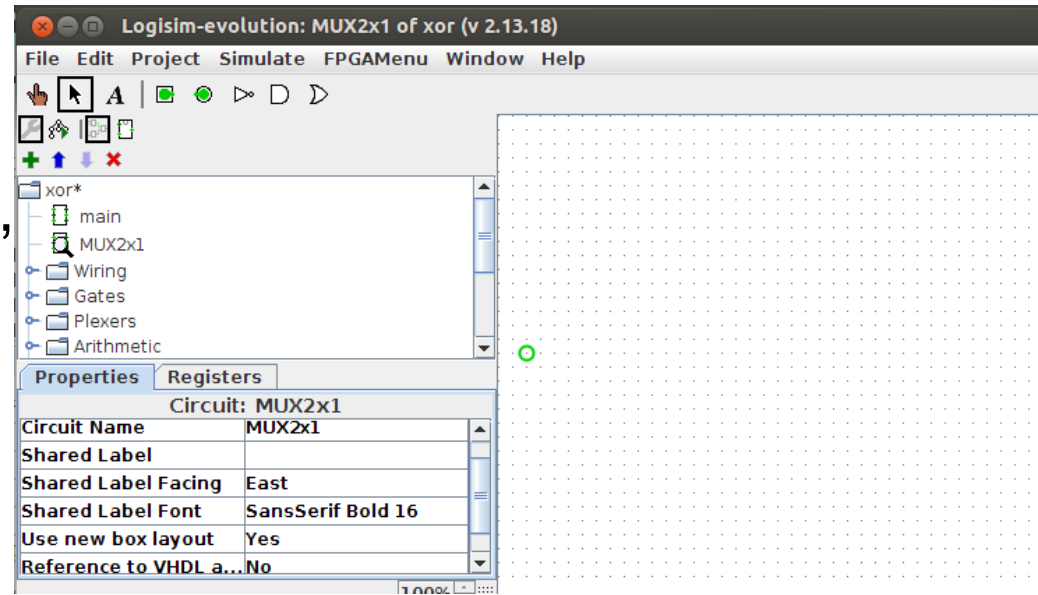 Logisim-evolution: MUX2x1 of xor (v 2.13.18)
File Edit Project Simulate FPGAMenu Window Help
A
xor*
main
,
MUX2x1
Wiring
Gates
Plexers
Arithmetic
Properties Registers
Circuit: MUX2x1
Circuit Name MUX2x1
Shared Label
Shared Label Facing East
Shared Label Font SansSerif Bold 16
Use new box layout Yes
Reference to VHDL a... No
100%